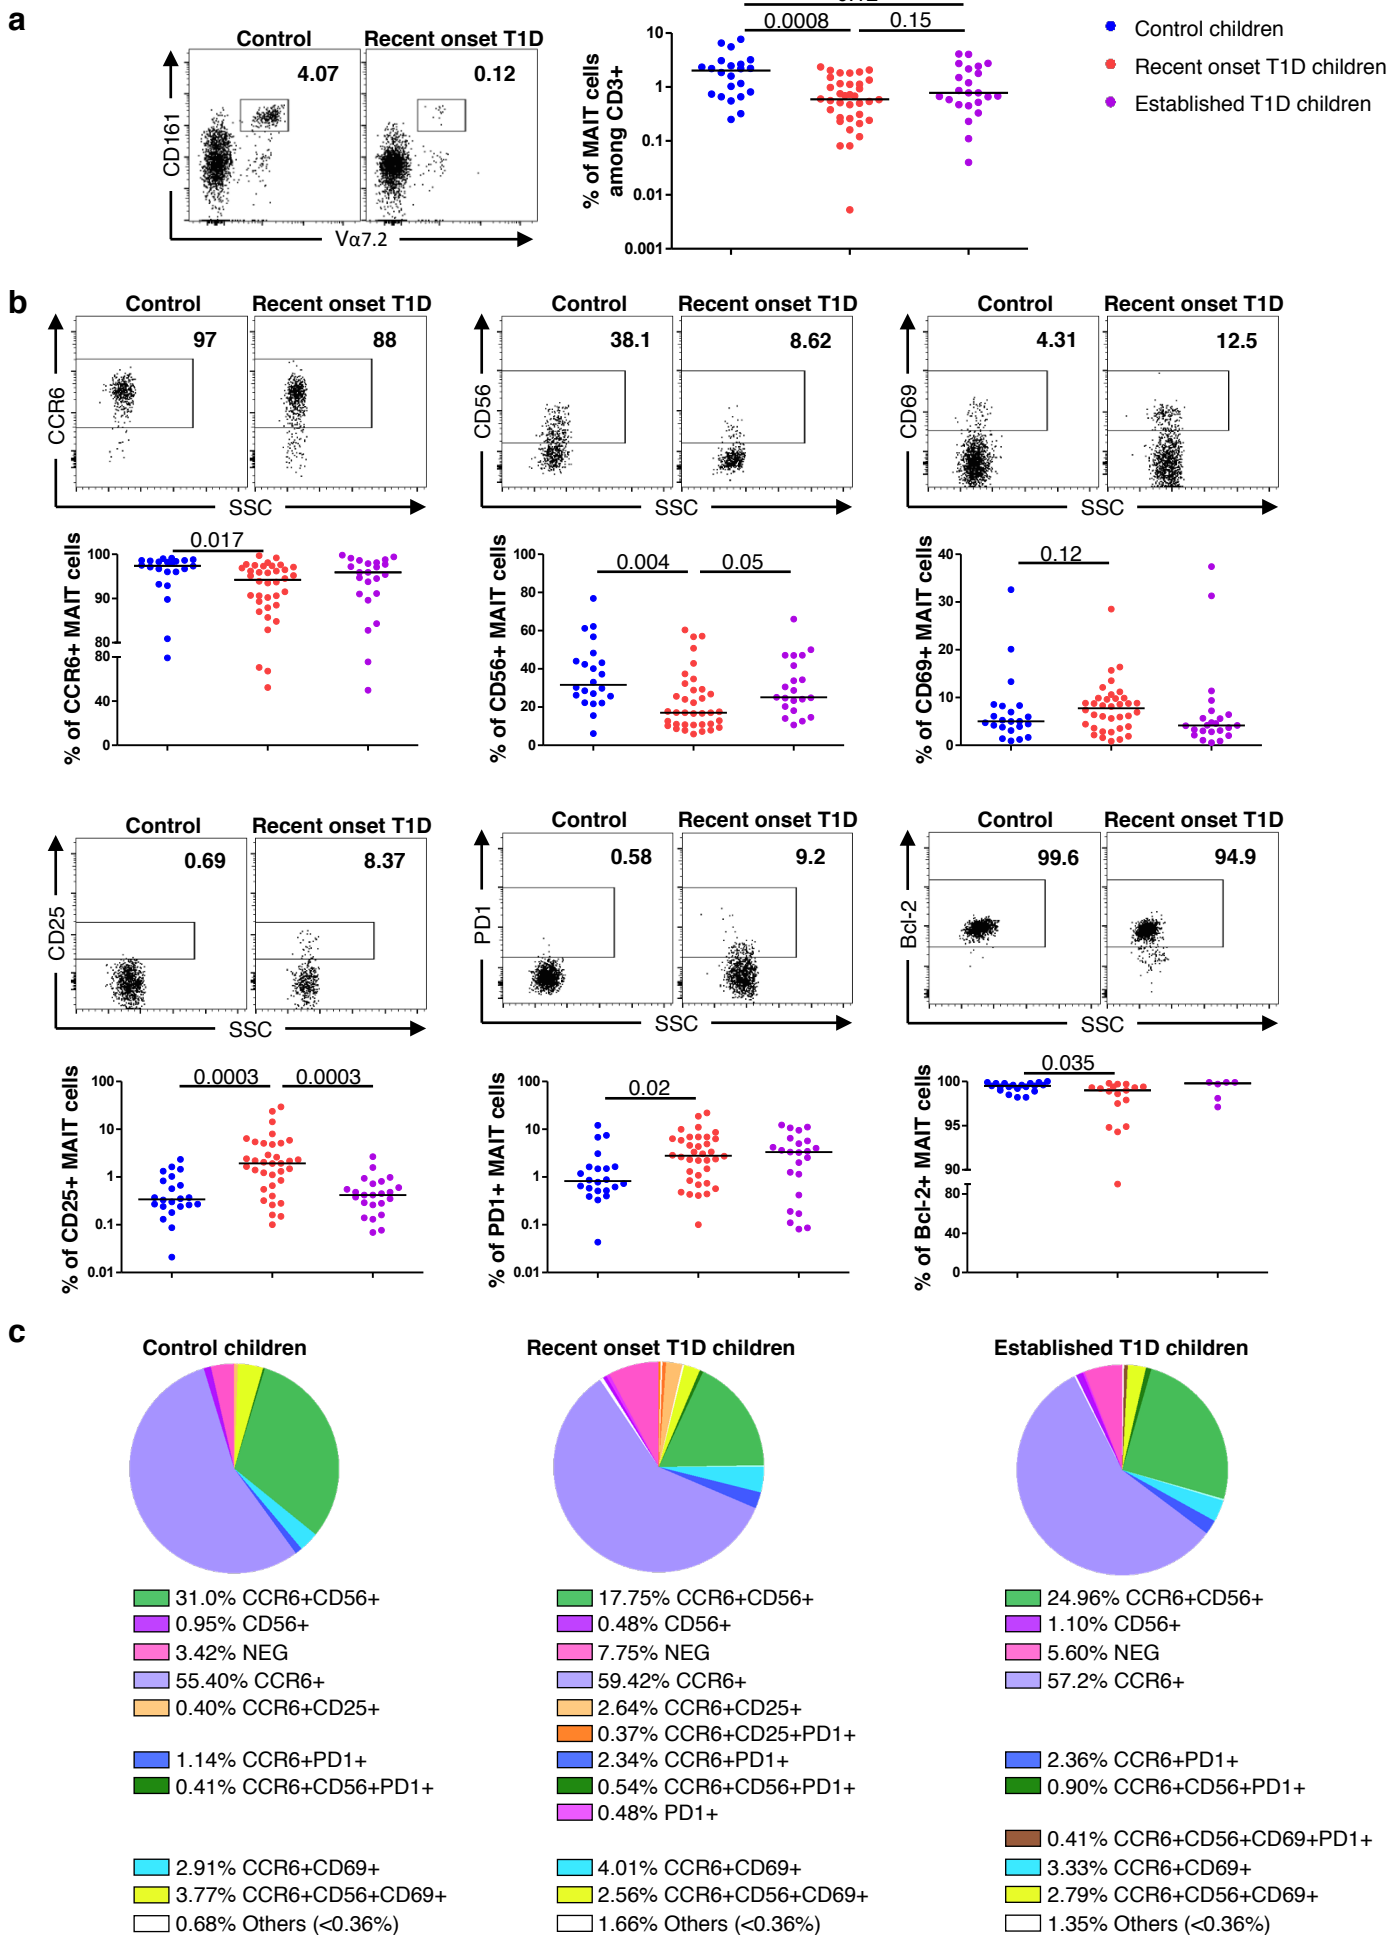 a
Control
Recent onset T1D
4.07
0.12
CD161
Vα7.2
0.0008
0.15
% of MAIT cells
among CD3+
10
1
0.1
0.01
0.001
Control children
Recent onset T1D children
Established T1D children
b
Control
Recent onset T1D
97
88
CCR6
SSC
Control
Recent onset T1D
38.1
8.62
CD56
SSC
Control
Recent onset T1D
4.31
12.5
CD69
SSC
% of CCR6+ MAIT cells
100
90
80
80
40
0
0.017
% of CD56+ MAIT cells
100
80
60
40
20
0
0.004
0.05
% of CD69+ MAIT cells
40
30
20
10
0
0.12
Control
Recent onset T1D
0.69
8.37
CD25
SSC
Control
Recent onset T1D
0.58
9.2
PD1
SSC
Control
Recent onset T1D
99.6
94.9
Bcl-2
SSC
% of CD25+ MAIT cells
100
10
1
0.1
0.01
0.0003
0.0003
% of PD1+ MAIT cells
100
10
1
0.1
0.01
0.02
% of Bcl-2+ MAIT cells
100
95
90
80
40
0
0.035
c
Control children
31.0% CCR6+CD56+
0.95% CD56+
3.42% NEG
55.40% CCR6+
0.40% CCR6+CD25+
1.14% CCR6+PD1+
0.41% CCR6+CD56+PD1+
2.91% CCR6+CD69+
3.77% CCR6+CD56+CD69+
0.68% Others (<0.36%)
Recent onset T1D children
17.75% CCR6+CD56+
0.48% CD56+
7.75% NEG
59.42% CCR6+
2.64% CCR6+CD25+
0.37% CCR6+CD25+PD1+
2.34% CCR6+PD1+
0.54% CCR6+CD56+PD1+
0.48% PD1+
4.01% CCR6+CD69+
2.56% CCR6+CD56+CD69+
1.66% Others (<0.36%)
Established T1D children
24.96% CCR6+CD56+
1.10% CD56+
5.60% NEG
57.2% CCR6+
2.36% CCR6+PD1+
0.90% CCR6+CD56+PD1+
0.41% CCR6+CD56+CD69+PD1+
3.33% CCR6+CD69+
2.79% CCR6+CD56+CD69+
1.35% Others (<0.36%)